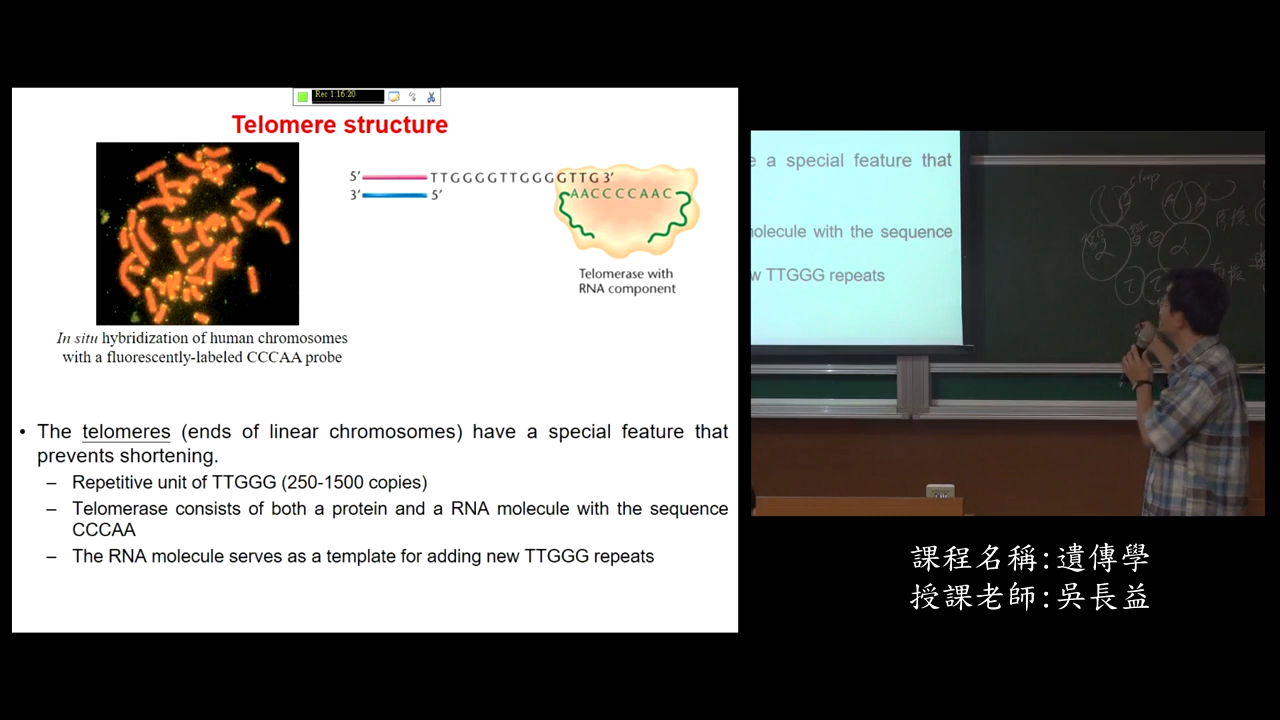 Rec 1:16:20
Telomere structure
5′ TTGGGGTTGGGGTTG 3′
3′ 5′ AACCCCAAC
Telomerase with
RNA component
In situ hybridization of human chromosomes
with a fluorescently-labeled CCCAA probe
• The telomeres (ends of linear chromosomes) have a special feature that
prevents shortening.
– Repetitive unit of TTGGG (250-1500 copies)
– Telomerase consists of both a protein and a RNA molecule with the sequence
CCCAA
– The RNA molecule serves as a template for adding new TTGGG repeats
e a special feature that
nolecule with the sequence
w TTGGG repeats
課程名稱:遺傳學
授課老師:吳長益